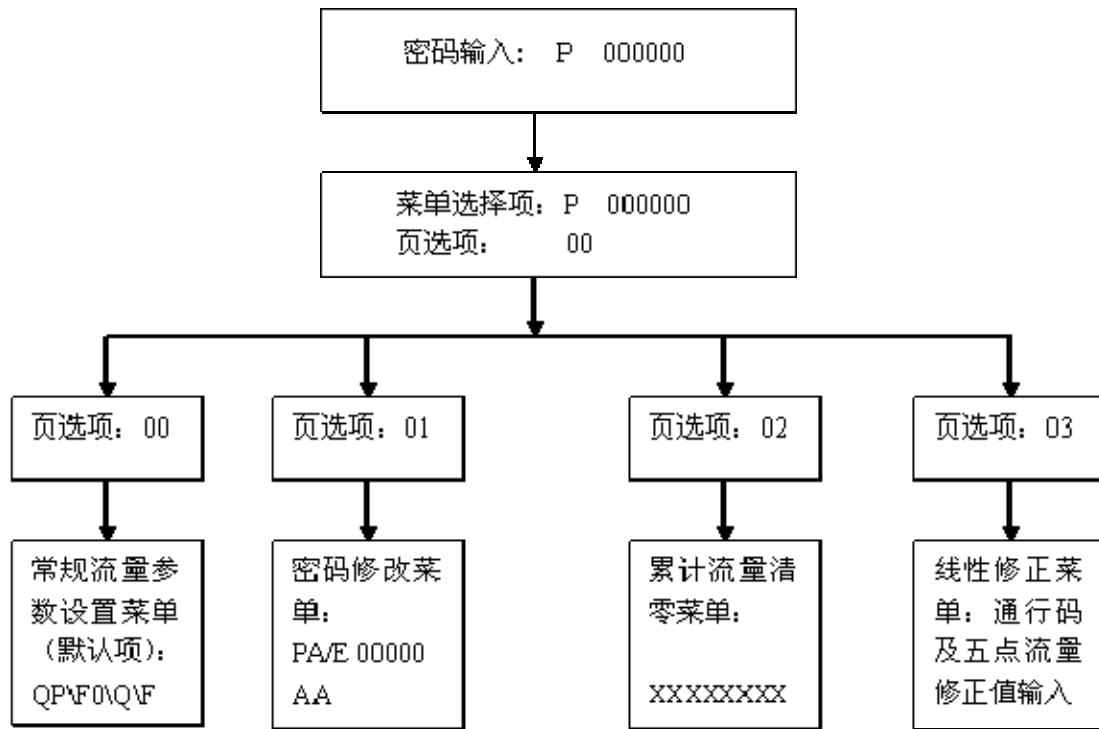 密码输入： P 000000
菜单选择项：P 000000
页选项： 00
页选项：00
页选项：01
页选项：02
页选项：03
常规流量参
数设置菜单
（默认项）：
QP\F0\Q\F
密码修改菜
单：
PA/E 00000
AA
累计流量清
零菜单：
XXXXXXXX
线性修正菜
单：通行码
及五点流量
修正值输入